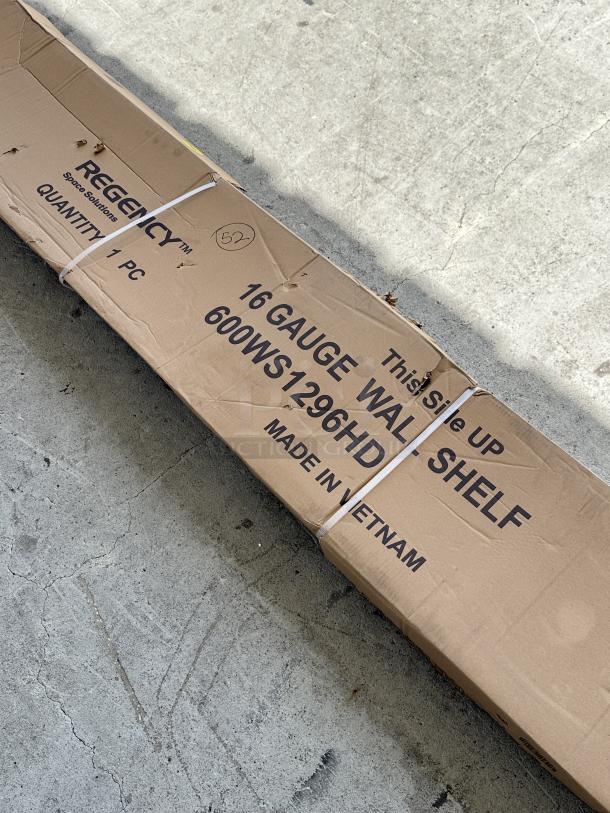 REGENCY™
Space Solutions
QUANTITY 1 PC
52
This Side UP
16 GAUGE WALL SHELF
600WS1296HD
MADE IN VIETNAM